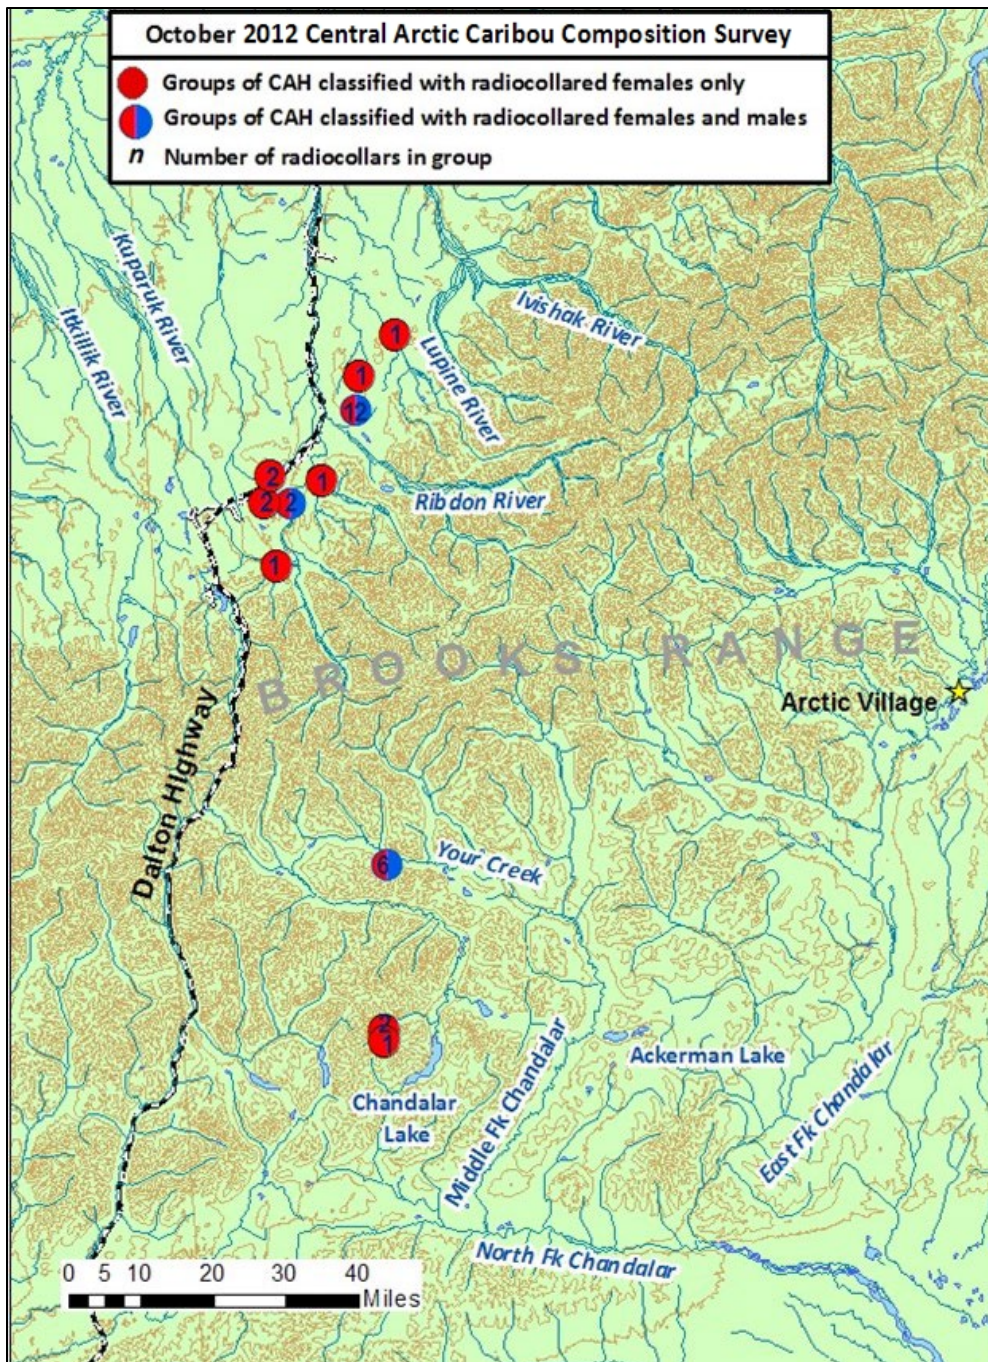 October 2012 Central Arctic Caribou Composition Survey
Groups of CAH classified with radiocollared females only
Groups of CAH classified with radiocollared females and males
n Number of radiocollars in group
Kuparuk River
Itkillik River
Ivishak River
Lupine River
1
1
12
2
1
2
2
Ribdon River
1
BROOKS RANGE
Arctic Village
Dalton Highway
6
Your Creek
2
1
Ackerman Lake
Chandalar
Lake
Middle Fk Chandalar
East Fk Chandalar
North Fk Chandalar
0 5 10 20 30 40
Miles